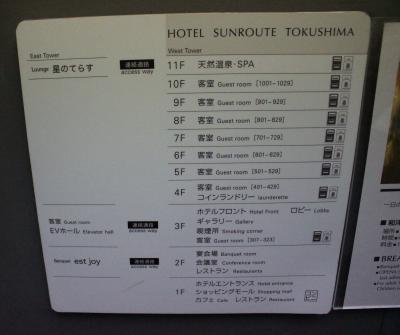 HOTEL SUNROUTE TOKUSHIMA
East Tower
West Tower
Lounge 星のてらす
連絡通路
access way
11F 天然温泉・SPA
10F 客室 Guest room [1001-1029]
9F 客室 Guest room [901-929]
8F 客室 Guest room [801-829]
7F 客室 Guest room [701-729]
6F 客室 Guest room [601-629]
5F 客室 Guest room [501-529]
4F 客室 Guest room [401-429]
コインランドリー launderette
客室 Guest room
EVホール Elevator hall
連絡通路
access way
3F ホテルフロント Hotel front ロビー Lobby
ギャラリー Gallery
喫煙所 Smoking corner
客室 Guest room [307-323]
Banquet est joy
連絡通路
access way
2F 宴会場 Banquet room
会議室 Conference room
レストラン Restaurants
1F ホテルエントランス Hotel entrance
ショッピングモール Shopping mall
カフェ Cafe レストラン Restaurant